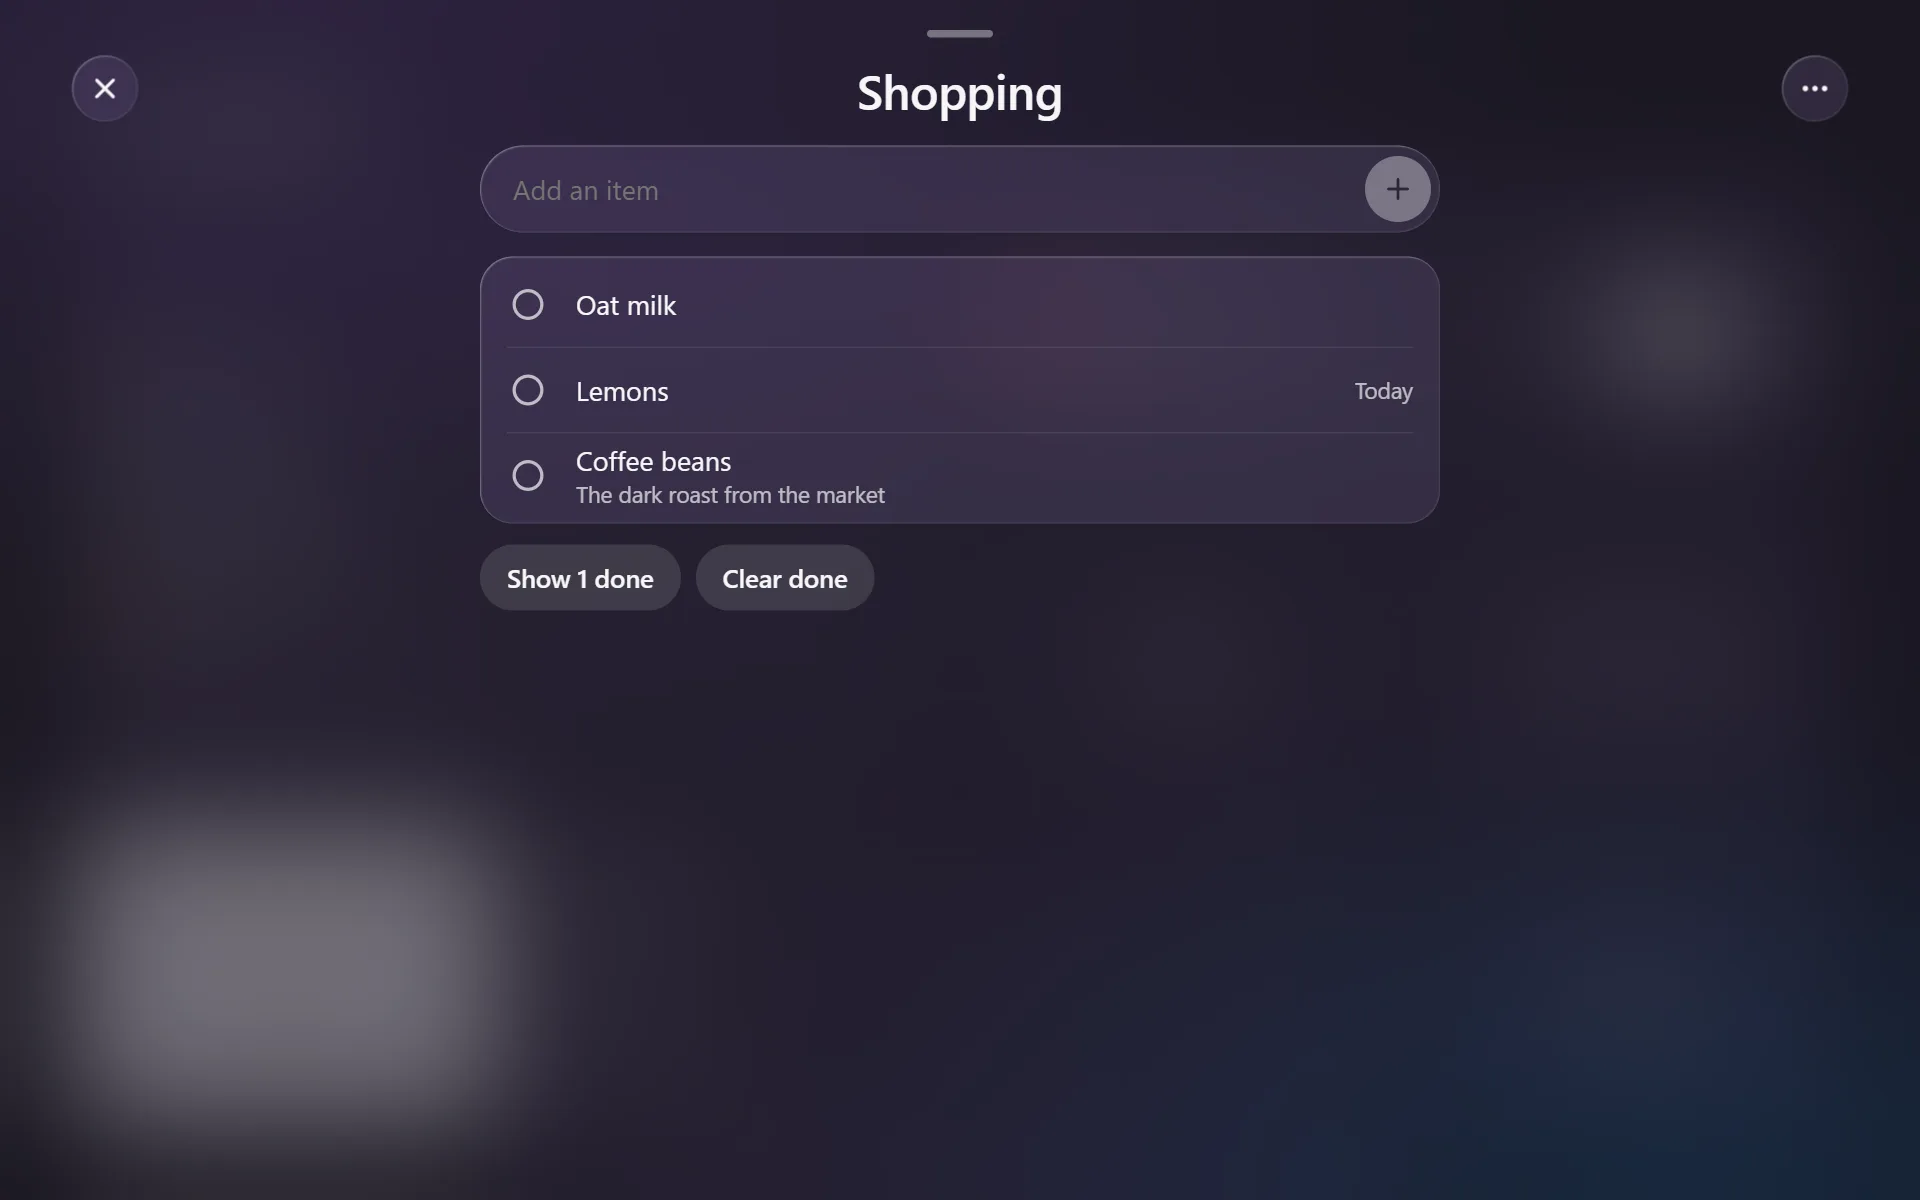 Shopping
Add an item
Oat milk
Lemons
Today
Coffee beans
The dark roast from the market
Show 1 done
Clear done